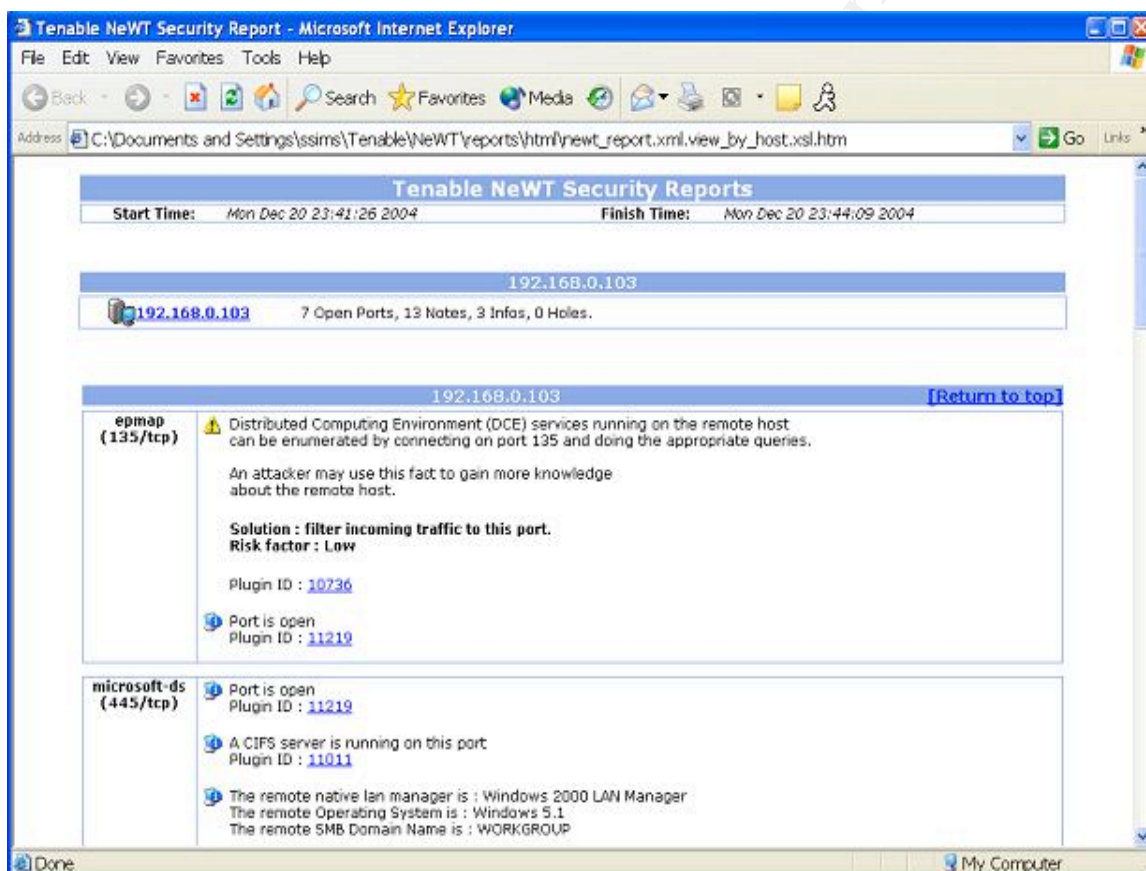 Tenable NeWT Security Report - Microsoft Internet Explorer
File Edit View Favorites Tools Help
Back Search Favorites Media
Address C:\Documents and Settings\ssims\Tenable\NeWT\reports\html\newt_report.xml.view_by_host.xsl.htm Go Links
Tenable NeWT Security Reports
Start Time: Mon Dec 20 23:41:26 2004 Finish Time: Mon Dec 20 23:44:09 2004
192.168.0.103
192.168.0.103 7 Open Ports, 13 Notes, 3 Infos, 0 Holes.
192.168.0.103 [Return to top]
epmap
(135/tcp)
Distributed Computing Environment (DCE) services running on the remote host
can be enumerated by connecting on port 135 and doing the appropriate queries.
An attacker may use this fact to gain more knowledge
about the remote host.
Solution : filter incoming traffic to this port.
Risk factor : Low
Plugin ID : 10736
Port is open
Plugin ID : 11219
microsoft-ds
(445/tcp)
Port is open
Plugin ID : 11219
A CIFS server is running on this port
Plugin ID : 11011
The remote native lan manager is : Windows 2000 LAN Manager
The remote Operating System is : Windows 5.1
The remote SMB Domain Name is : WORKGROUP
Done My Computer